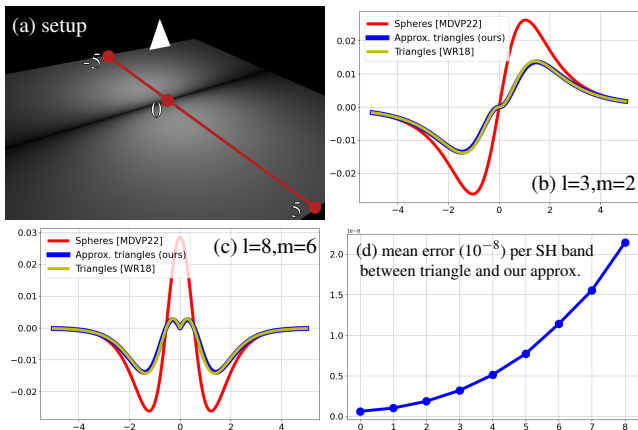 (a) setup
-5
0
5
Spheres [MDVP22]
Approx. triangles (ours)
Triangles [WR18]
0.02
0.01
0.00
−0.01
−0.02
−4 −2 0 2 4
(b) l=3,m=2
Spheres [MDVP22]
Approx. triangles (ours)
Triangles [WR18]
(c) l=8,m=6
0.03
0.02
0.01
0.00
−0.01
−0.02
−4 −2 0 2 4
1e-8
(d) mean error (10⁻⁸) per SH band
between triangle and our approx.
2.0
1.5
1.0
0.5
0.0
0 1 2 3 4 5 6 7 8